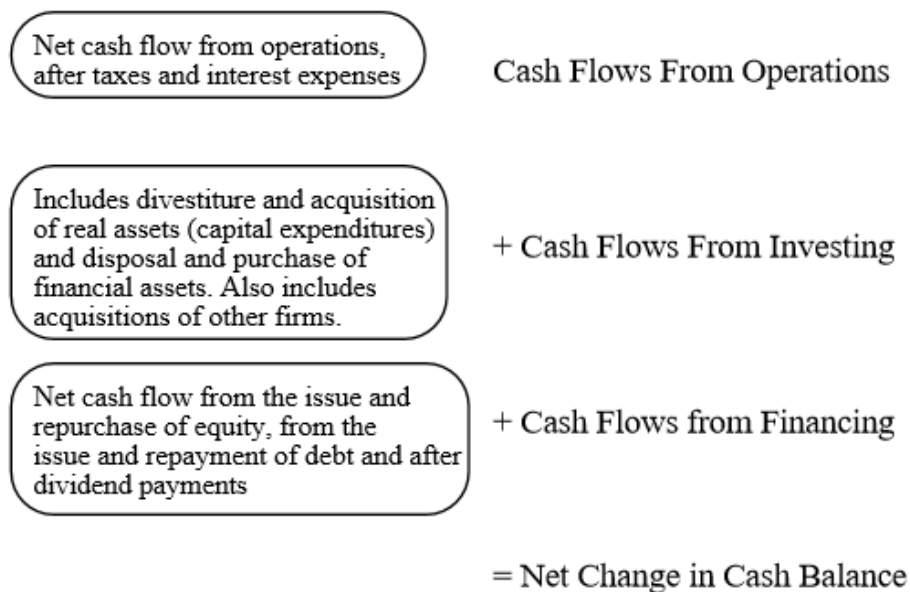 Net cash flow from operations,
after taxes and interest expenses
Cash Flows From Operations
Includes divestiture and acquisition
of real assets (capital expenditures)
and disposal and purchase of
financial assets. Also includes
acquisitions of other firms.
+ Cash Flows From Investing
Net cash flow from the issue and
repurchase of equity, from the
issue and repayment of debt and after
dividend payments
+ Cash Flows from Financing
= Net Change in Cash Balance